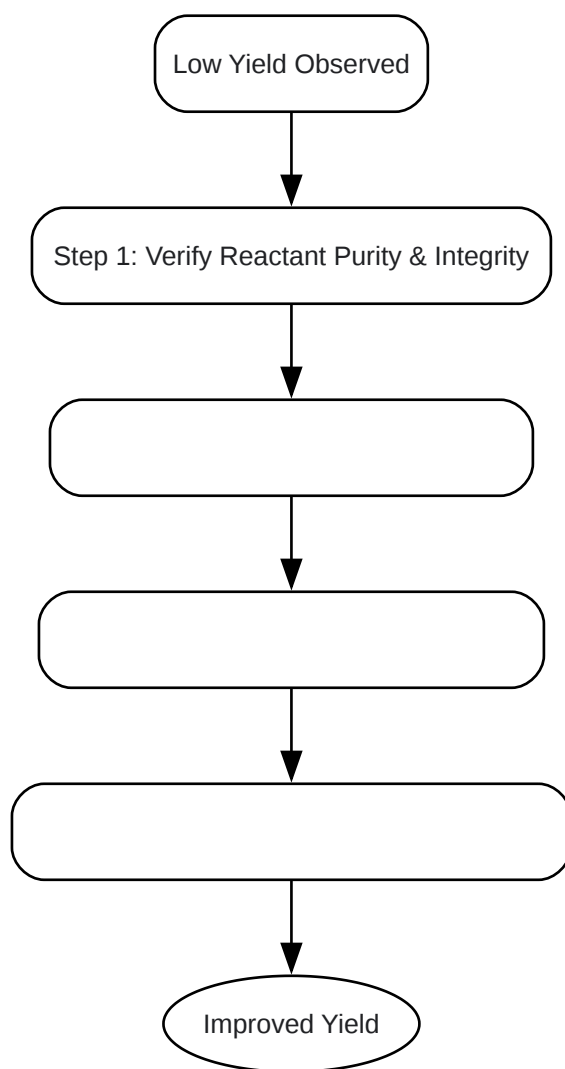 Low Yield Observed
Step 1: Verify Reactant Purity & Integrity
Improved Yield